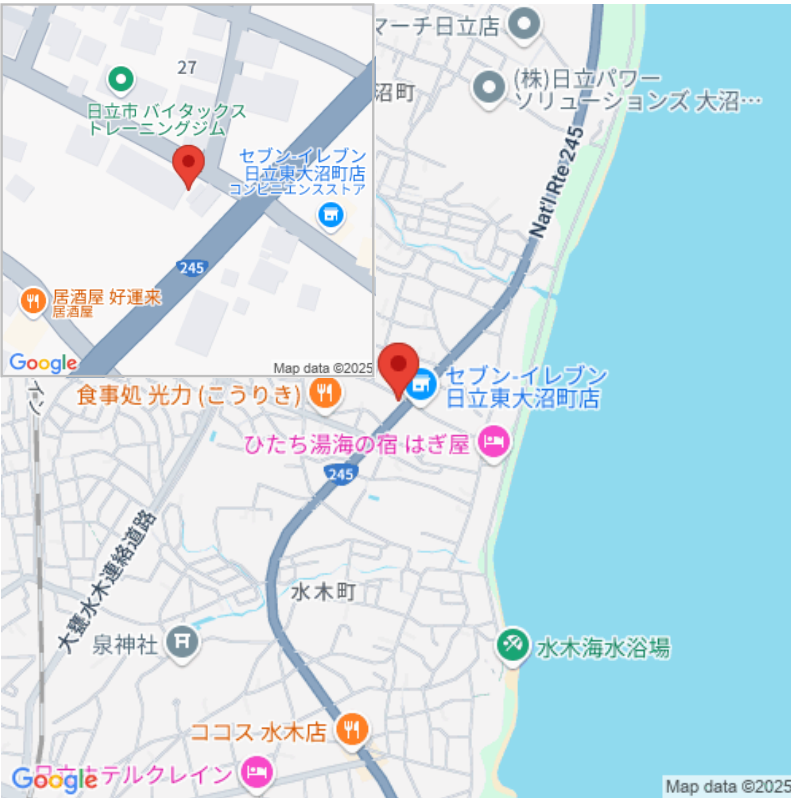 27
日立市 バイタックス
トレーニングジム
セブン-イレブン
日立東大沼町店
コンビニエンスストア
245
居酒屋 好運来
居酒屋
Google
Map data ©2025
マーチ日立店
(株)日立パワー
ソリューションズ 大沼…
沼町
Nat'l Rte 245
セブン-イレブン
日立東大沼町店
食事処 光力 (こうりき)
イン
ひたち湯海の宿 はぎ屋
245
大甕水木連絡道路
水木町
泉神社
水木海水浴場
ココス 水木店
日立ホテルクレイン
Google
Map data ©2025